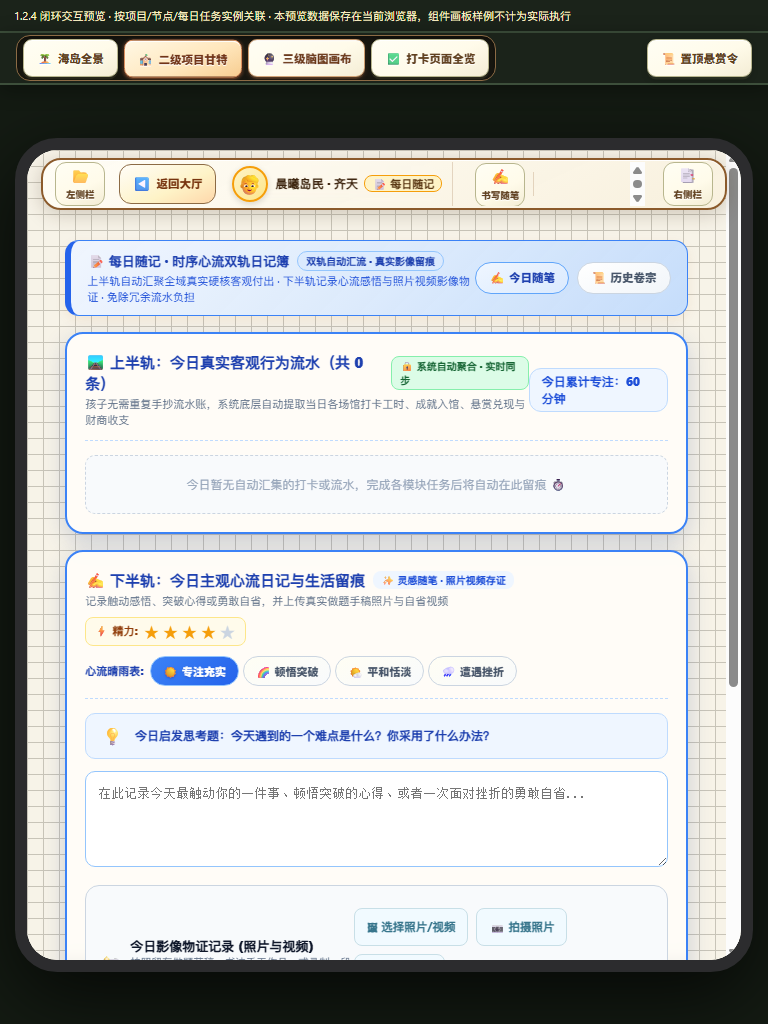 1.2.4 闭环交互预览 · 按项目/节点/每日任务实例关联 · 本预览数据保存在当前浏览器，组件画板样例不计为实际执行
海岛全景
二级项目甘特
三级脑图画布
打卡页面全览
置顶悬赏令
左侧栏
返回大厅
晨曦岛民 · 齐天
每日随记
书写随笔
右侧栏
每日随记 · 时序心流双轨日记簿
双轨自动汇流 · 真实影像留痕
上半轨自动汇聚全域真实硬核客观付出 · 下半轨记录心流感悟与照片视频影像物
证 · 免除冗余流水负担
今日随笔
历史卷宗
上半轨：今日真实客观行为流水（共 0
条）
系统自动聚合 · 实时同
步
今日累计专注：60
分钟
孩子无需重复手抄流水账，系统底层自动提取当日各场馆打卡工时、成就入馆、悬赏兑现与
财商收支
今日暂无自动汇集的打卡或流水，完成各模块任务后将自动在此留痕
下半轨：今日主观心流日记与生活留痕
灵感随笔 · 照片视频存证
记录触动感悟、突破心得或勇敢自省，并上传真实做题手稿照片与自省视频
精力:
心流晴雨表:
专注充实
顿悟突破
平和恬淡
遭遇挫折
今日启发思考题：今天遇到的一个难点是什么？你采用了什么办法？
在此记录今天最触动你的一件事、顿悟突破的心得、或者一次面对挫折的勇敢自省...
选择照片/视频
拍摄照片
今日影像物证记录 (照片与视频)